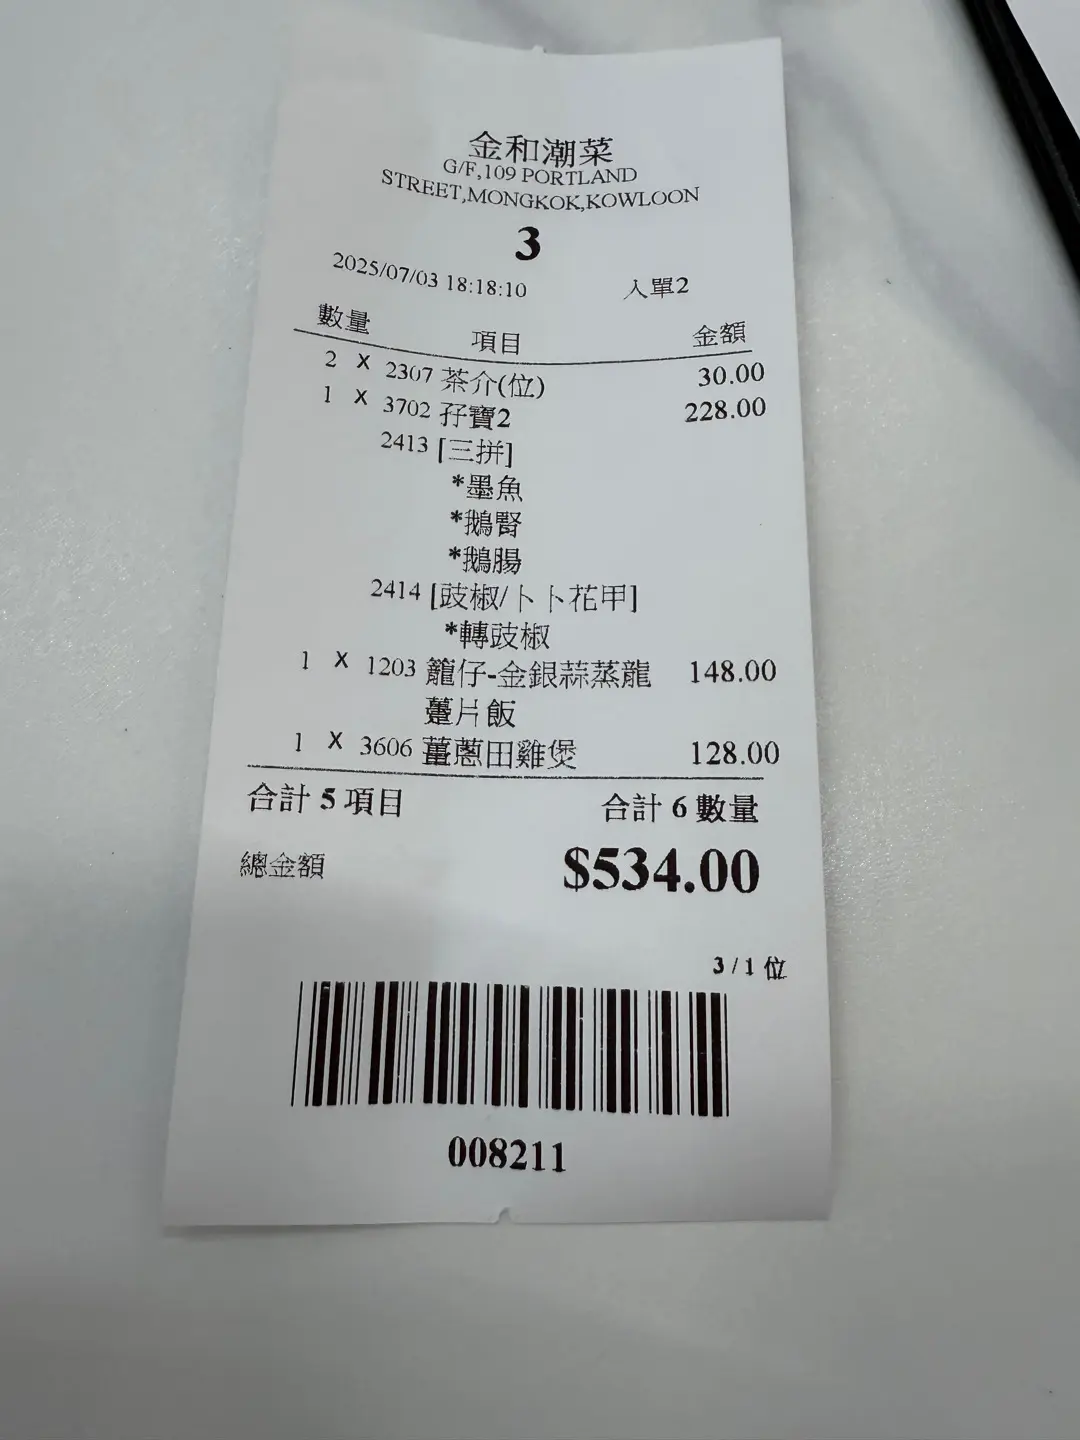 金和潮菜
G/F,109 PORTLAND
STREET,MONGKOK,KOWLOON
3
2025/07/03 18:18:10 入單2
數量 項目 金額
2 X 2307 茶介(位) 30.00
1 X 3702 孖寶2 228.00
2413 [三拼]
*墨魚
*鵝腎
*鵝腸
2414 [豉椒/卜卜花甲]
*轉豉椒
1 X 1203 籠仔-金銀蒜蒸龍 148.00
躉片飯
1 X 3606 薑蔥田雞煲 128.00
合計 5 項目 合計 6 數量
總金額 $534.00
3 / 1 位
008211